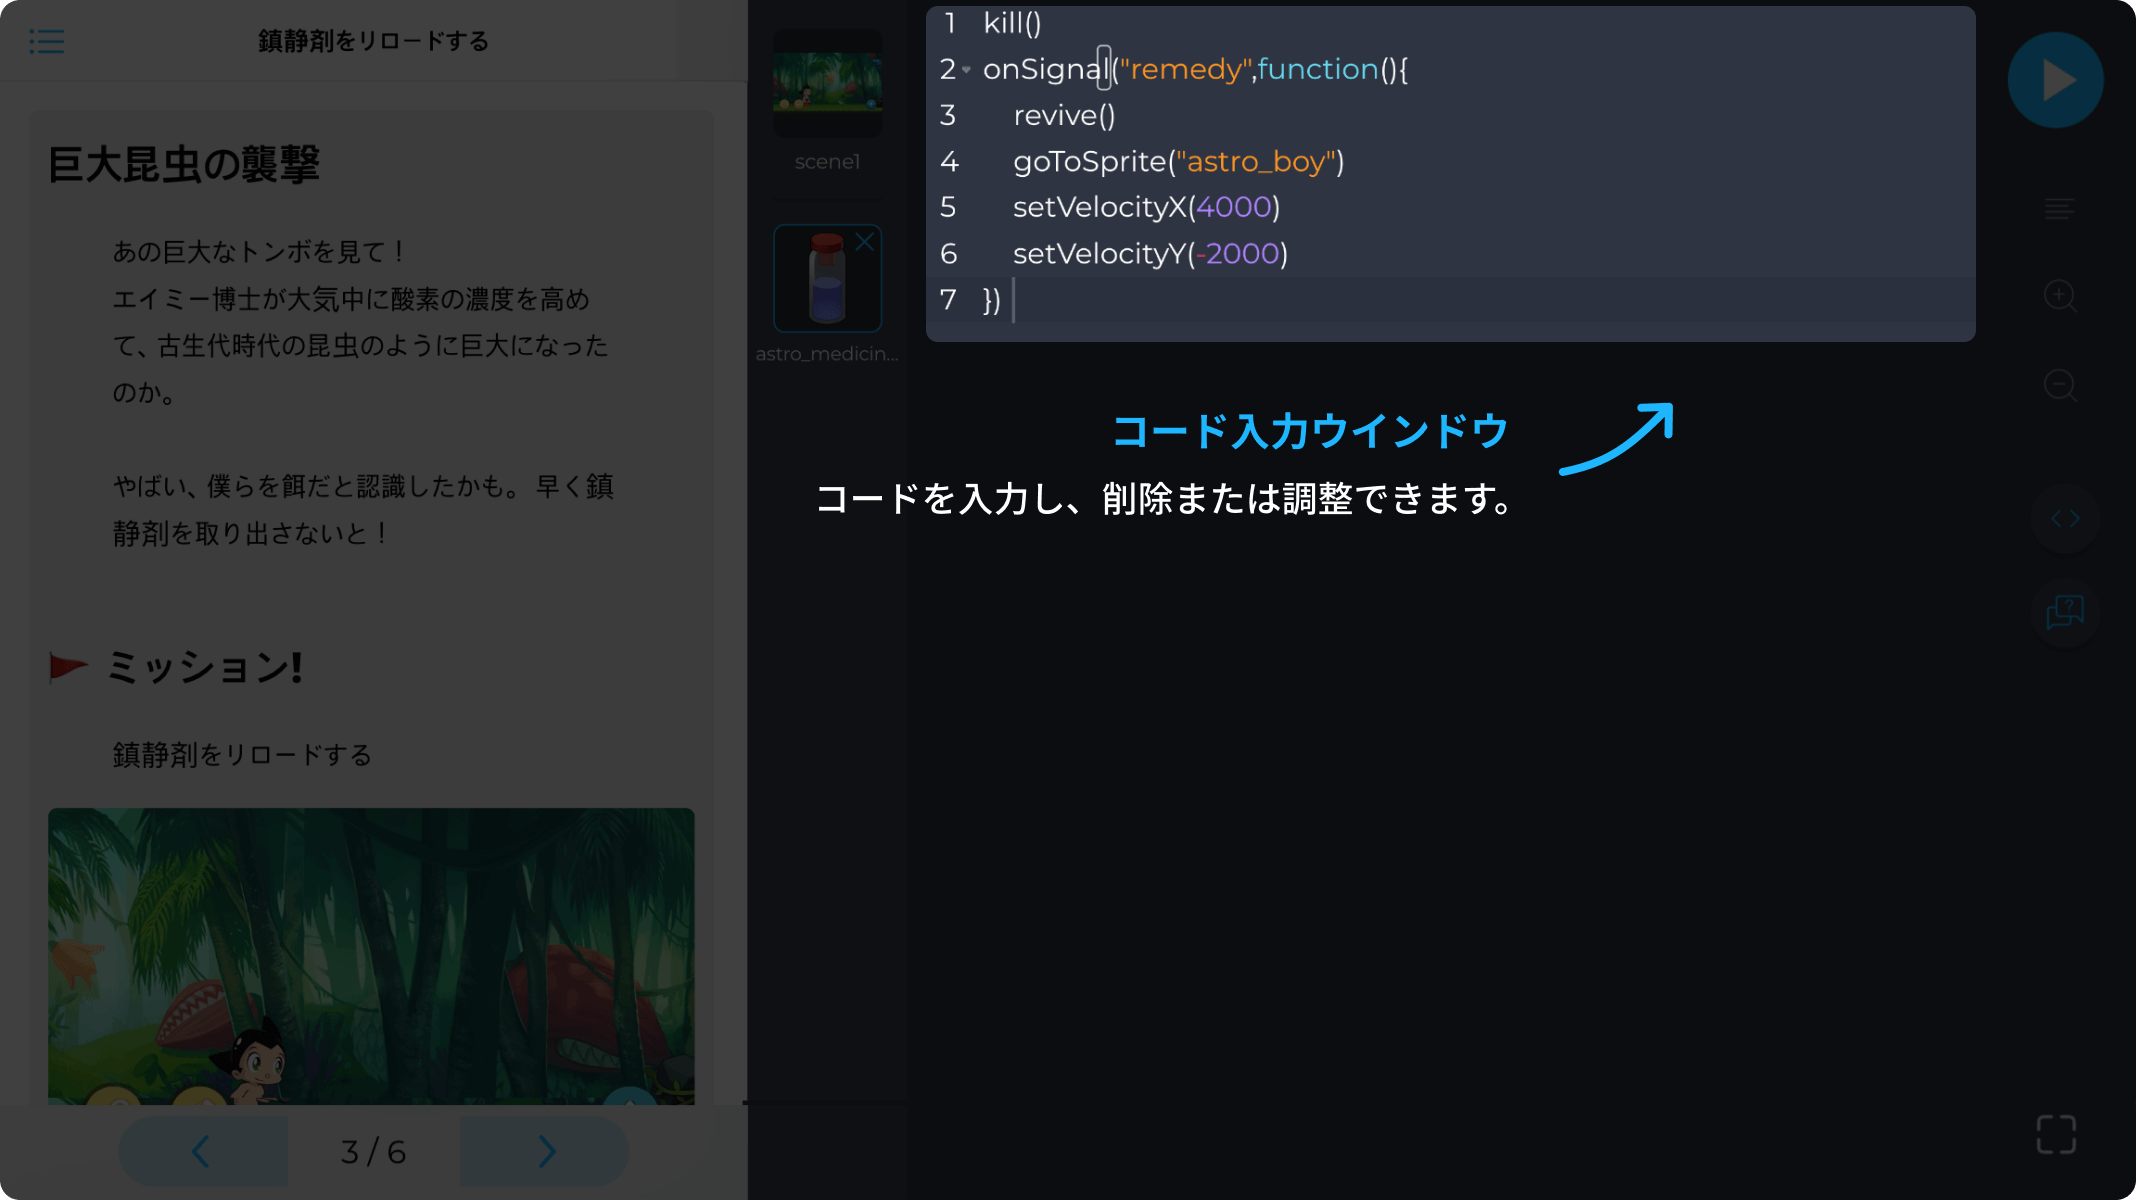 鎮静剤をリロードする
巨大昆虫の襲撃
あの巨大なトンボを見て！
エイミー博士が大気中に酸素の濃度を高め
て、古生代時代の昆虫のように巨大になった
のか。
やばい、僕らを餌だと認識したかも。 早く鎮
静剤を取り出さないと！
ミッション!
鎮静剤をリロードする
3 / 6
scene1
astro_medicin...
1 kill()
2 onSignal("remedy",function(){
3 revive()
4 goToSprite("astro_boy")
5 setVelocityX(4000)
6 setVelocityY(-2000)
7 })
コード入力ウインドウ
コードを入力し、削除または調整できます。